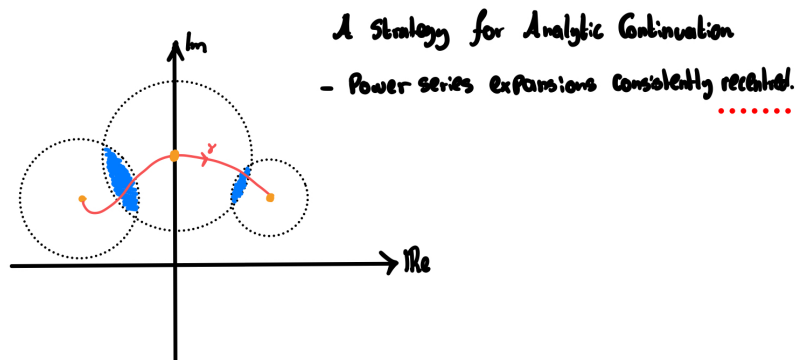 A Strategy for Analytic Continuation
- Power series expansions consistently recentred.
Im
γ
Re